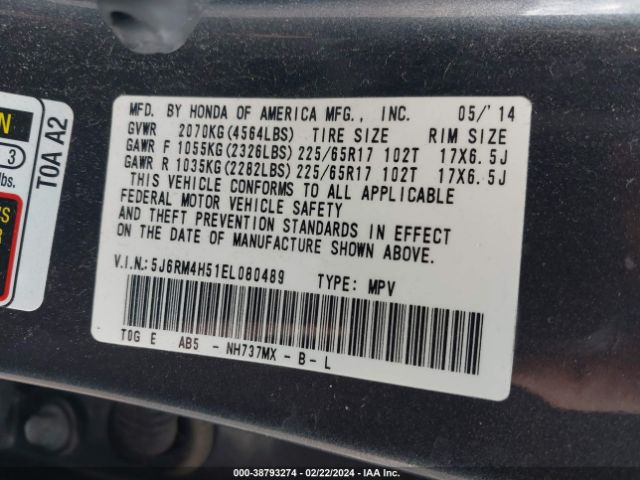 N
3
lbs.
'S
R
T0A A2
MFD. BY HONDA OF AMERICA MFG., INC. 05/'14
GVWR 2070KG(4564LBS) TIRE SIZE RIM SIZE
GAWR F 1055KG(2326LBS) 225/65R17 102T 17X6.5J
GAWR R 1035KG(2282LBS) 225/65R17 102T 17X6.5J
THIS VEHICLE CONFORMS TO ALL APPLICABLE
FEDERAL MOTOR VEHICLE SAFETY
AND THEFT PREVENTION STANDARDS IN EFFECT
ON THE DATE OF MANUFACTURE SHOWN ABOVE.
V.I.N.: 5J6RM4H51EL080489 TYPE: MPV
T0G E AB5 - NH737MX - B - L
000-38793274 - 02/22/2024 - IAA Inc.